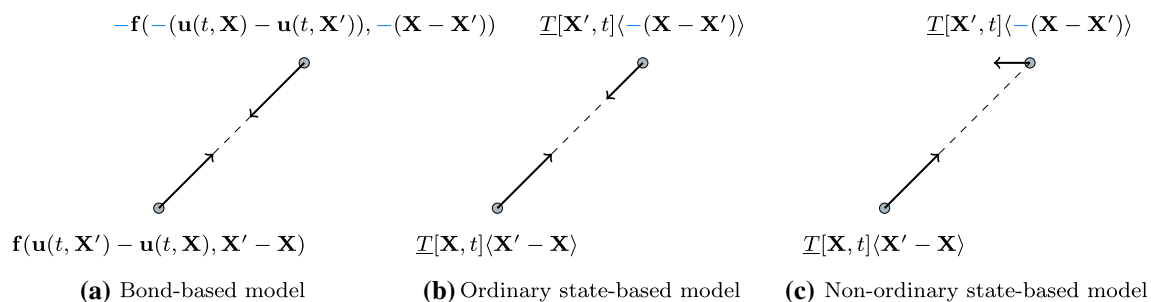 −f(−(u(t, X) − u(t, X′)), −(X − X′))
T[X′, t]⟨−(X − X′)⟩
T[X′, t]⟨−(X − X′)⟩
f(u(t, X′) − u(t, X), X′ − X)
T[X, t]⟨X′ − X⟩
T[X, t]⟨X′ − X⟩
(a) Bond-based model
(b) Ordinary state-based model
(c) Non-ordinary state-based model